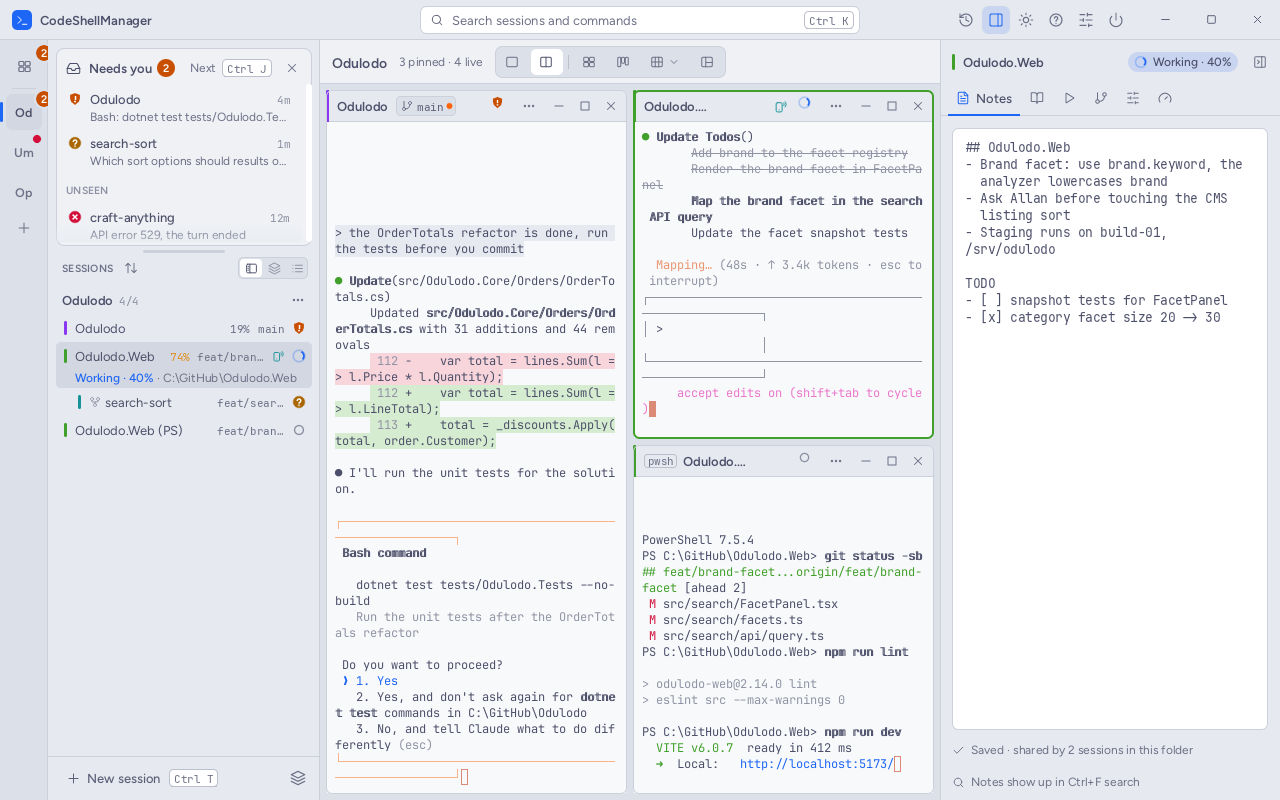 CodeShellManager
Search sessions and commands
Ctrl K
2
2
Od
Um
Op
Needs you 2 Next Ctrl J
Odulodo 4m
Bash: dotnet test tests/Odulodo.Te…
search-sort 1m
Which sort options should results o…
UNSEEN
craft-anything 12m
API error 529, the turn ended
SESSIONS
Odulodo 4/4
Odulodo 19% main
Odulodo.Web 74% feat/bran…
Working · 40% · C:\GitHub\Odulodo.Web
search-sort feat/sear…
Odulodo.Web (PS) feat/bran…
New session Ctrl T
Odulodo 3 pinned · 4 live
Odulodo main
> the OrderTotals refactor is done, run
the tests before you commit
● Update(src/Odulodo.Core/Orders/OrderTo
tals.cs)
Updated src/Odulodo.Core/Orders/Ord
erTotals.cs with 31 additions and 44 rem
ovals
112 - var total = lines.Sum(l =
> l.Price * l.Quantity);
112 + var total = lines.Sum(l =
> l.LineTotal);
113 + total = _discounts.Apply(
total, order.Customer);
● I'll run the unit tests for the soluti
on.
Bash command
dotnet test tests/Odulodo.Tests --no-
build
Run the unit tests after the OrderTot
als refactor
Do you want to proceed?
❯ 1. Yes
2. Yes, and don't ask again for dotne
t test commands in C:\GitHub\Odulodo
3. No, and tell Claude what to do dif
ferently (esc)
Odulodo....
● Update Todos()
Add brand to the facet registry
Render the brand facet in FacetPa
nel
Map the brand facet in the search
API query
Update the facet snapshot tests
Mapping… (48s · ↑ 3.4k tokens · esc to
interrupt)
>
accept edits on (shift+tab to cycle
)
pwsh Odulodo....
PowerShell 7.5.4
PS C:\GitHub\Odulodo.Web> git status -sb
## feat/brand-facet...origin/feat/brand-
facet [ahead 2]
M src/search/FacetPanel.tsx
M src/search/facets.ts
M src/search/api/query.ts
PS C:\GitHub\Odulodo.Web> npm run lint
> odulodo-web@2.14.0 lint
> eslint src --max-warnings 0
PS C:\GitHub\Odulodo.Web> npm run dev
VITE v6.0.7 ready in 412 ms
➜ Local: http://localhost:5173/
Odulodo.Web Working · 40%
Notes
## Odulodo.Web
- Brand facet: use brand.keyword, the
analyzer lowercases brand
- Ask Allan before touching the CMS
listing sort
- Staging runs on build-01,
/srv/odulodo
TODO
- [ ] snapshot tests for FacetPanel
- [x] category facet size 20 -> 30
Saved · shared by 2 sessions in this folder
Notes show up in Ctrl+F search